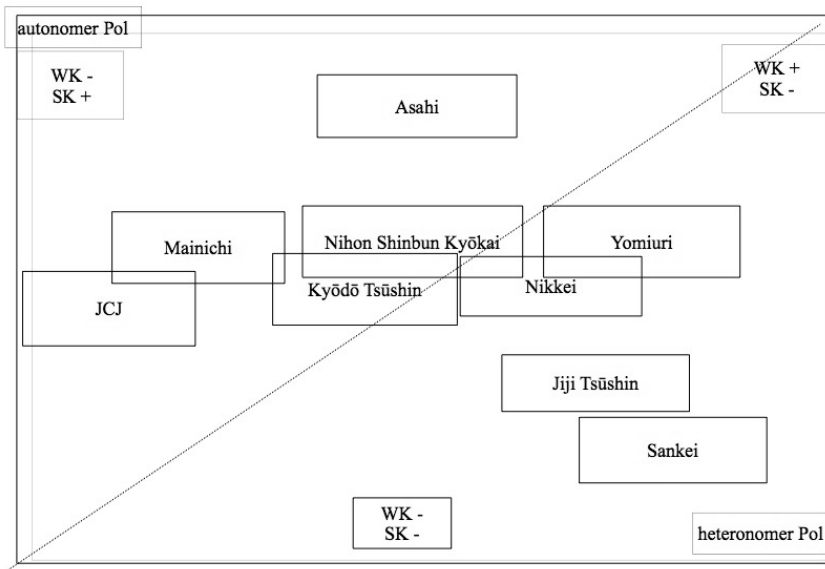 autonomer Pol
WK -
SK +
WK +
SK -
Asahi
Mainichi
Nihon Shinbun Kyōkai
Yomiuri
JCJ
Kyōdō Tsūshin
Nikkei
Jiji Tsūshin
Sankei
WK -
SK -
heteronomer Pol